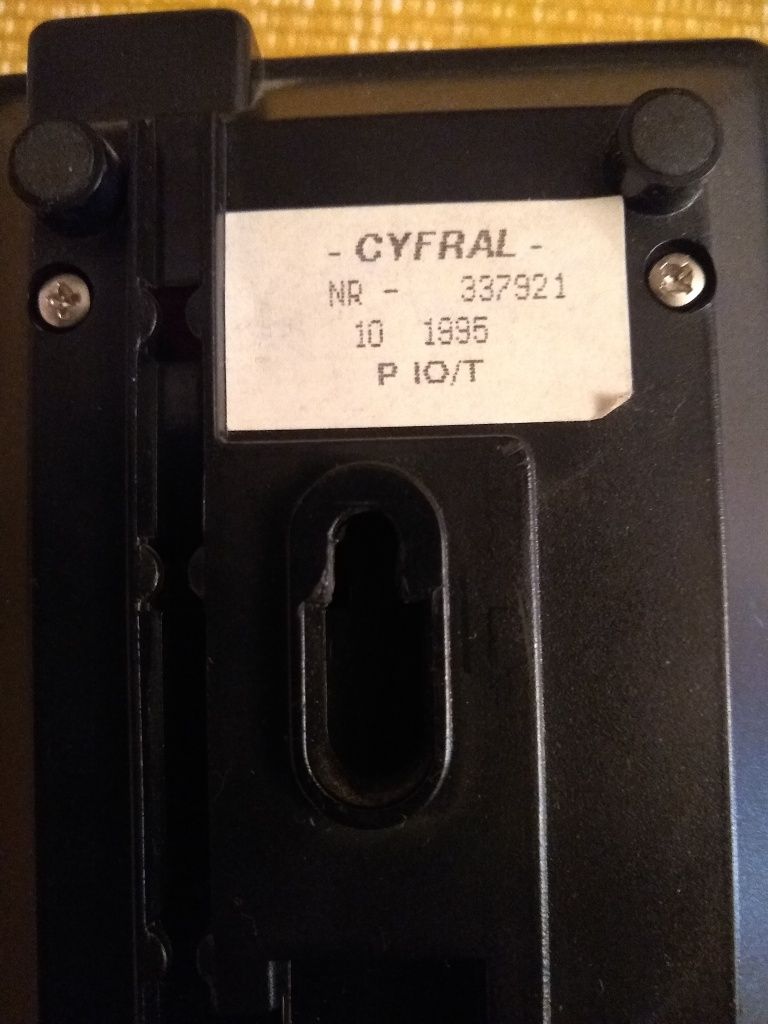 - CYFRAL -
NR - 337921
10 1995
P IO/T